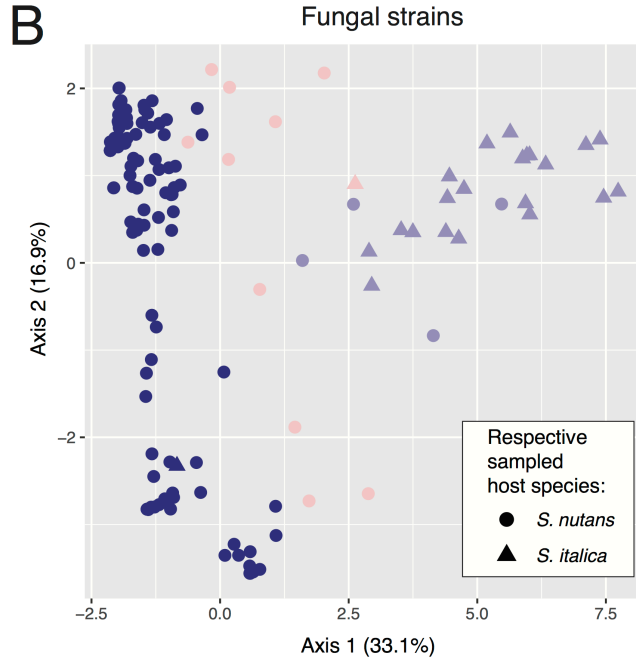 B
Fungal strains
Axis 2 (16.9%)
2
0
−2
Respective
sampled
host species:
S. nutans
S. italica
−2.5
0.0
2.5
5.0
7.5
Axis 1 (33.1%)